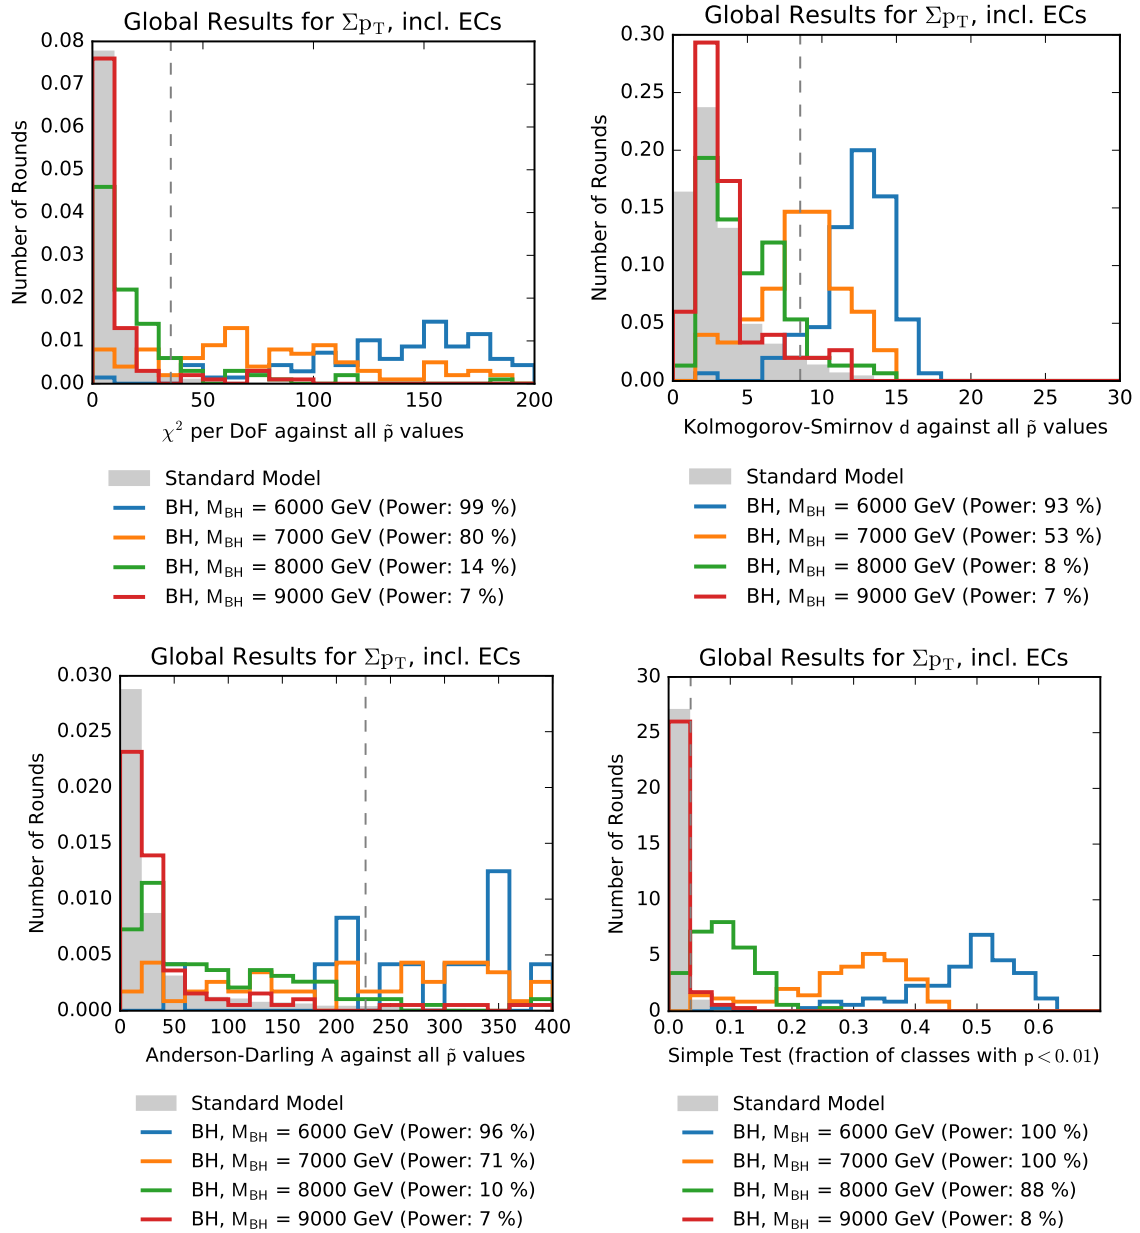 Global Results for Σp_T, incl. ECs
Number of Rounds
0.08
0.07
0.06
0.05
0.04
0.03
0.02
0.01
0.00
0 50 100 150 200
χ² per DoF against all p̃ values
Standard Model
BH, M_BH = 6000 GeV (Power: 99 %)
BH, M_BH = 7000 GeV (Power: 80 %)
BH, M_BH = 8000 GeV (Power: 14 %)
BH, M_BH = 9000 GeV (Power: 7 %)
Global Results for Σp_T, incl. ECs
Number of Rounds
0.30
0.25
0.20
0.15
0.10
0.05
0.00
0 5 10 15 20 25 30
Kolmogorov-Smirnov d against all p̃ values
Standard Model
BH, M_BH = 6000 GeV (Power: 93 %)
BH, M_BH = 7000 GeV (Power: 53 %)
BH, M_BH = 8000 GeV (Power: 8 %)
BH, M_BH = 9000 GeV (Power: 7 %)
Global Results for Σp_T, incl. ECs
Number of Rounds
0.030
0.025
0.020
0.015
0.010
0.005
0.000
0 50 100 150 200 250 300 350 400
Anderson-Darling A against all p̃ values
Standard Model
BH, M_BH = 6000 GeV (Power: 96 %)
BH, M_BH = 7000 GeV (Power: 71 %)
BH, M_BH = 8000 GeV (Power: 10 %)
BH, M_BH = 9000 GeV (Power: 7 %)
Global Results for Σp_T, incl. ECs
Number of Rounds
30
25
20
15
10
5
0
0.0 0.1 0.2 0.3 0.4 0.5 0.6
Simple Test (fraction of classes with p < 0.01)
Standard Model
BH, M_BH = 6000 GeV (Power: 100 %)
BH, M_BH = 7000 GeV (Power: 100 %)
BH, M_BH = 8000 GeV (Power: 88 %)
BH, M_BH = 9000 GeV (Power: 8 %)